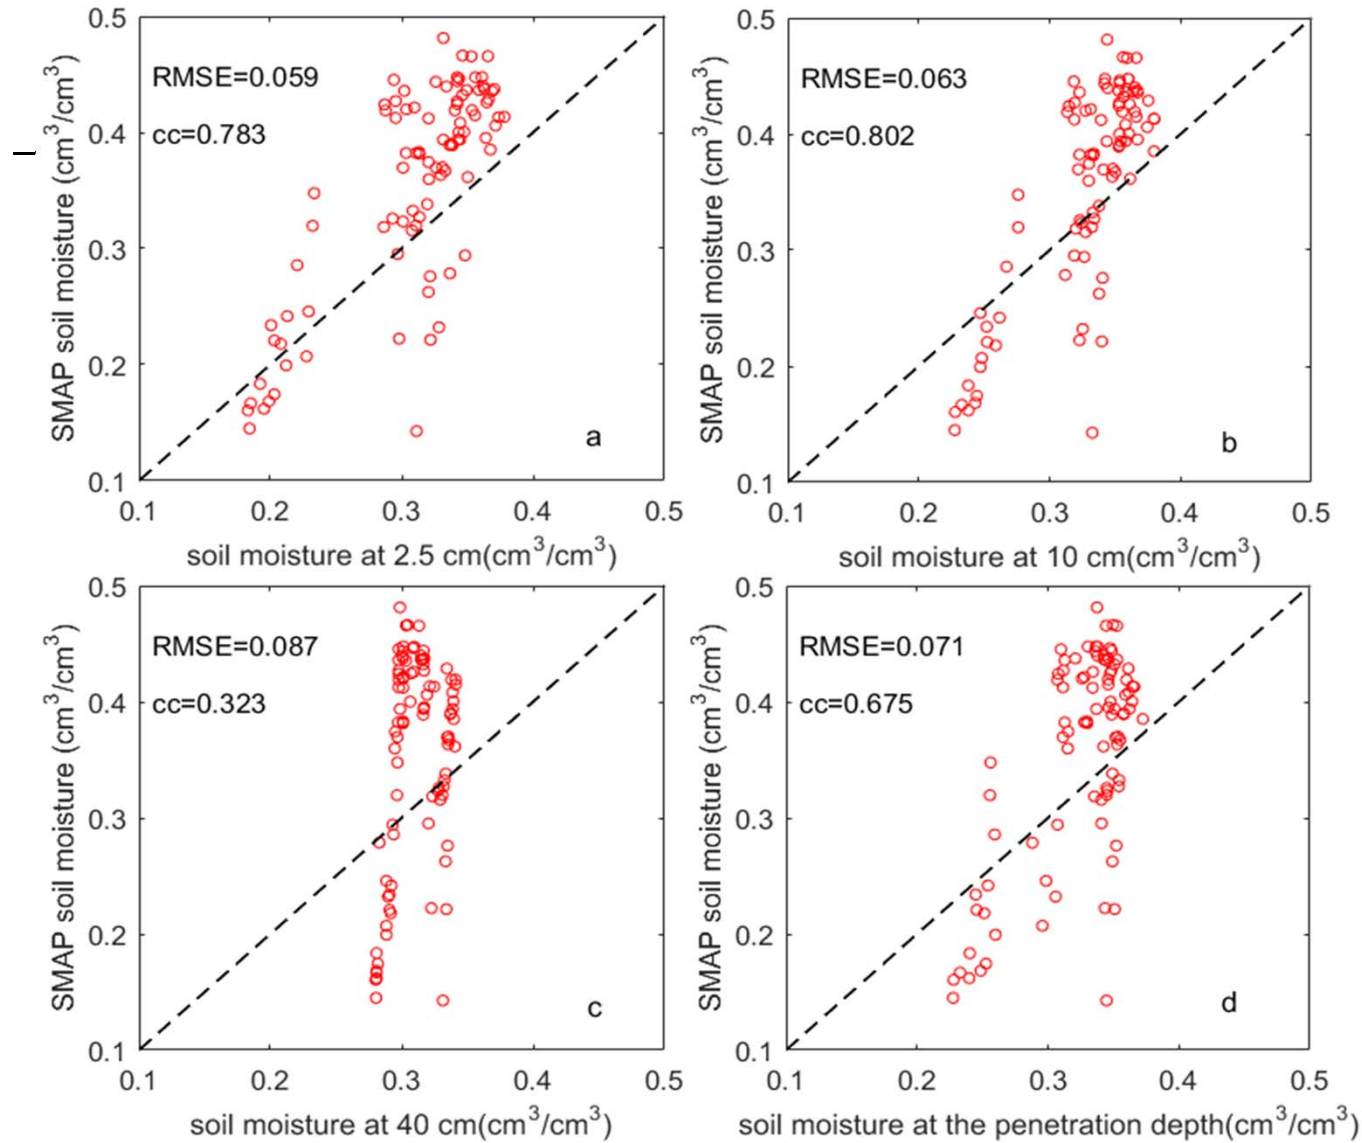 0.5
RMSE=0.059
cc=0.783
0.4
0.3
0.2
0.1
SMAP soil moisture (cm³/cm³)
a
0.1 0.2 0.3 0.4 0.5
soil moisture at 2.5 cm(cm³/cm³)
0.5
RMSE=0.063
cc=0.802
0.4
0.3
0.2
0.1
SMAP soil moisture (cm³/cm³)
b
0.1 0.2 0.3 0.4 0.5
soil moisture at 10 cm(cm³/cm³)
0.5
RMSE=0.087
cc=0.323
0.4
0.3
0.2
0.1
SMAP soil moisture (cm³/cm³)
c
0.1 0.2 0.3 0.4 0.5
soil moisture at 40 cm(cm³/cm³)
0.5
RMSE=0.071
cc=0.675
0.4
0.3
0.2
0.1
SMAP soil moisture (cm³/cm³)
d
0.1 0.2 0.3 0.4 0.5
soil moisture at the penetration depth(cm³/cm³)